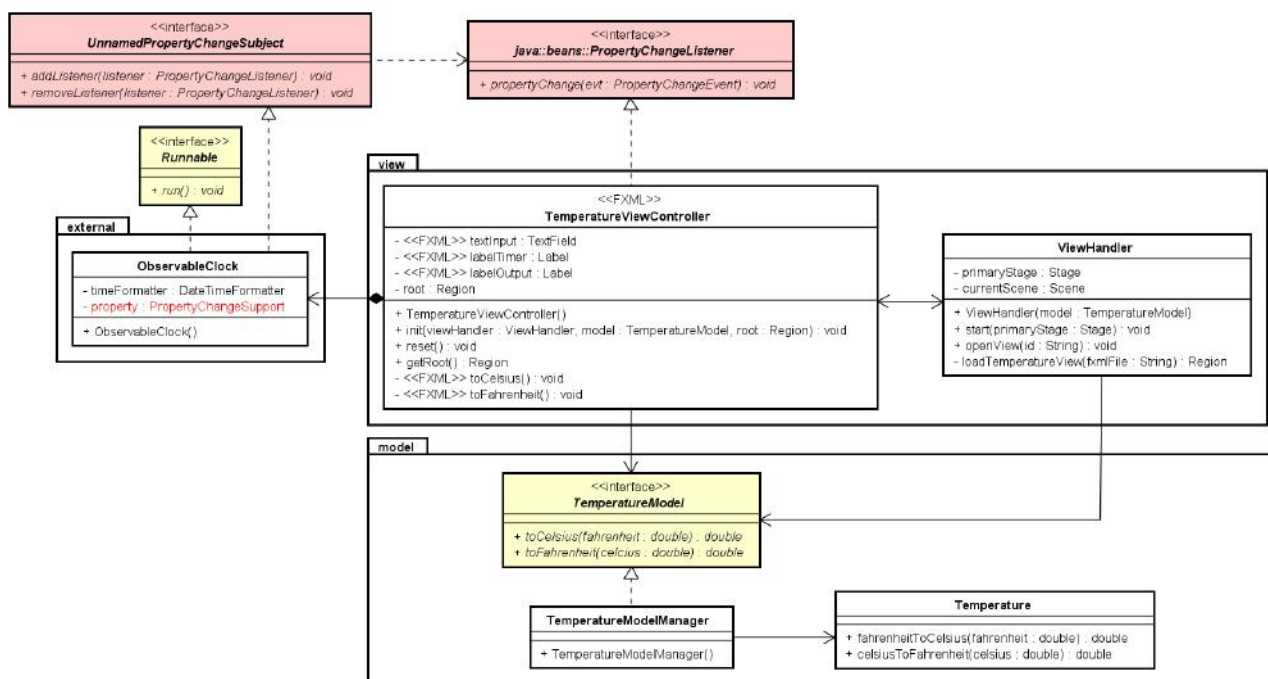 <<interface>>
UnnamedPropertyChangeSubject
+ addListener(listener : PropertyChangeListener) : void
+ removeListener(listener : PropertyChangeListener) : void
<<interface>>
java::beans::PropertyChangeListener
+ propertyChange(evt : PropertyChangeEvent) : void
<<interface>>
Runnable
+ run() : void
external
ObservableClock
- timeFormatter : DateTimeFormatter
- property : PropertyChangeSupport
+ ObservableClock()
view
<<FXML>>
TemperatureViewController
- <<FXML>> textInput : TextField
- <<FXML>> labelTimer : Label
- <<FXML>> labelOutput : Label
- root : Region
+ TemperatureViewController()
+ init(viewHandler : ViewHandler, model : TemperatureModel, root : Region) : void
+ reset() : void
+ getRoot() : Region
- <<FXML>> toCelsius() : void
- <<FXML>> toFahrenheit() : void
ViewHandler
- primaryStage : Stage
- currentScene : Scene
+ ViewHandler(model : TemperatureModel)
+ start(primaryStage : Stage) : void
+ openView(id : String) : void
- loadTemperatureView(fxmlFile : String) : Region
model
<<interface>>
TemperatureModel
+ toCelsius(fahrenheit : double) : double
+ toFahrenheit(celcius : double) : double
TemperatureModelManager
+ TemperatureModelManager()
Temperature
+ fahrenheitToCelsius(fahrenheit : double) : double
+ celsiusToFahrenheit(celsius : double) : double